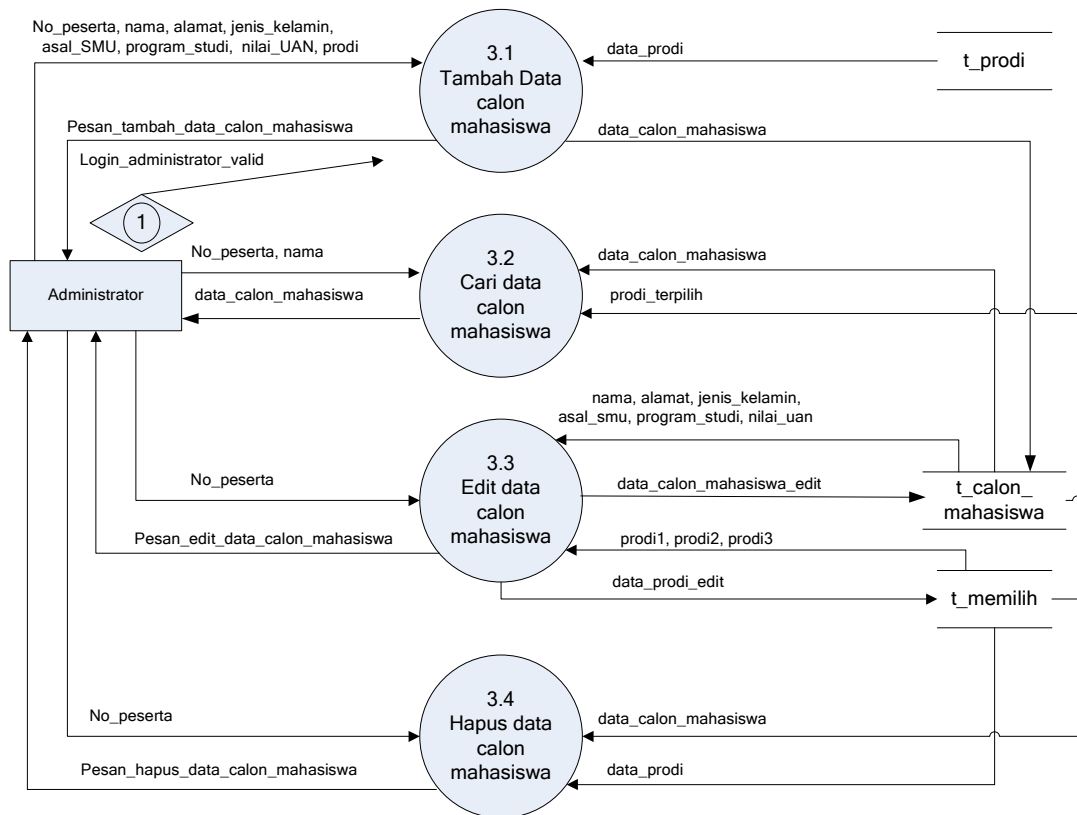 No_peserta, nama, alamat, jenis_kelamin,
asal_SMU, program_studi, nilai_UAN, prodi
3.1
Tambah Data
calon
mahasiswa
data_prodi
t_prodi
Pesan_tambah_data_calon_mahasiswa
data_calon_mahasiswa
Login_administrator_valid
1
No_peserta, nama
3.2
Cari data
calon
mahasiswa
data_calon_mahasiswa
Administrator
data_calon_mahasiswa
prodi_terpilih
nama, alamat, jenis_kelamin,
asal_smu, program_studi, nilai_uan
No_peserta
3.3
Edit data
calon
mahasiswa
data_calon_mahasiswa_edit
t_calon_
mahasiswa
Pesan_edit_data_calon_mahasiswa
prodi1, prodi2, prodi3
data_prodi_edit
t_memilih
No_peserta
3.4
Hapus data
calon
mahasiswa
data_calon_mahasiswa
Pesan_hapus_data_calon_mahasiswa
data_prodi